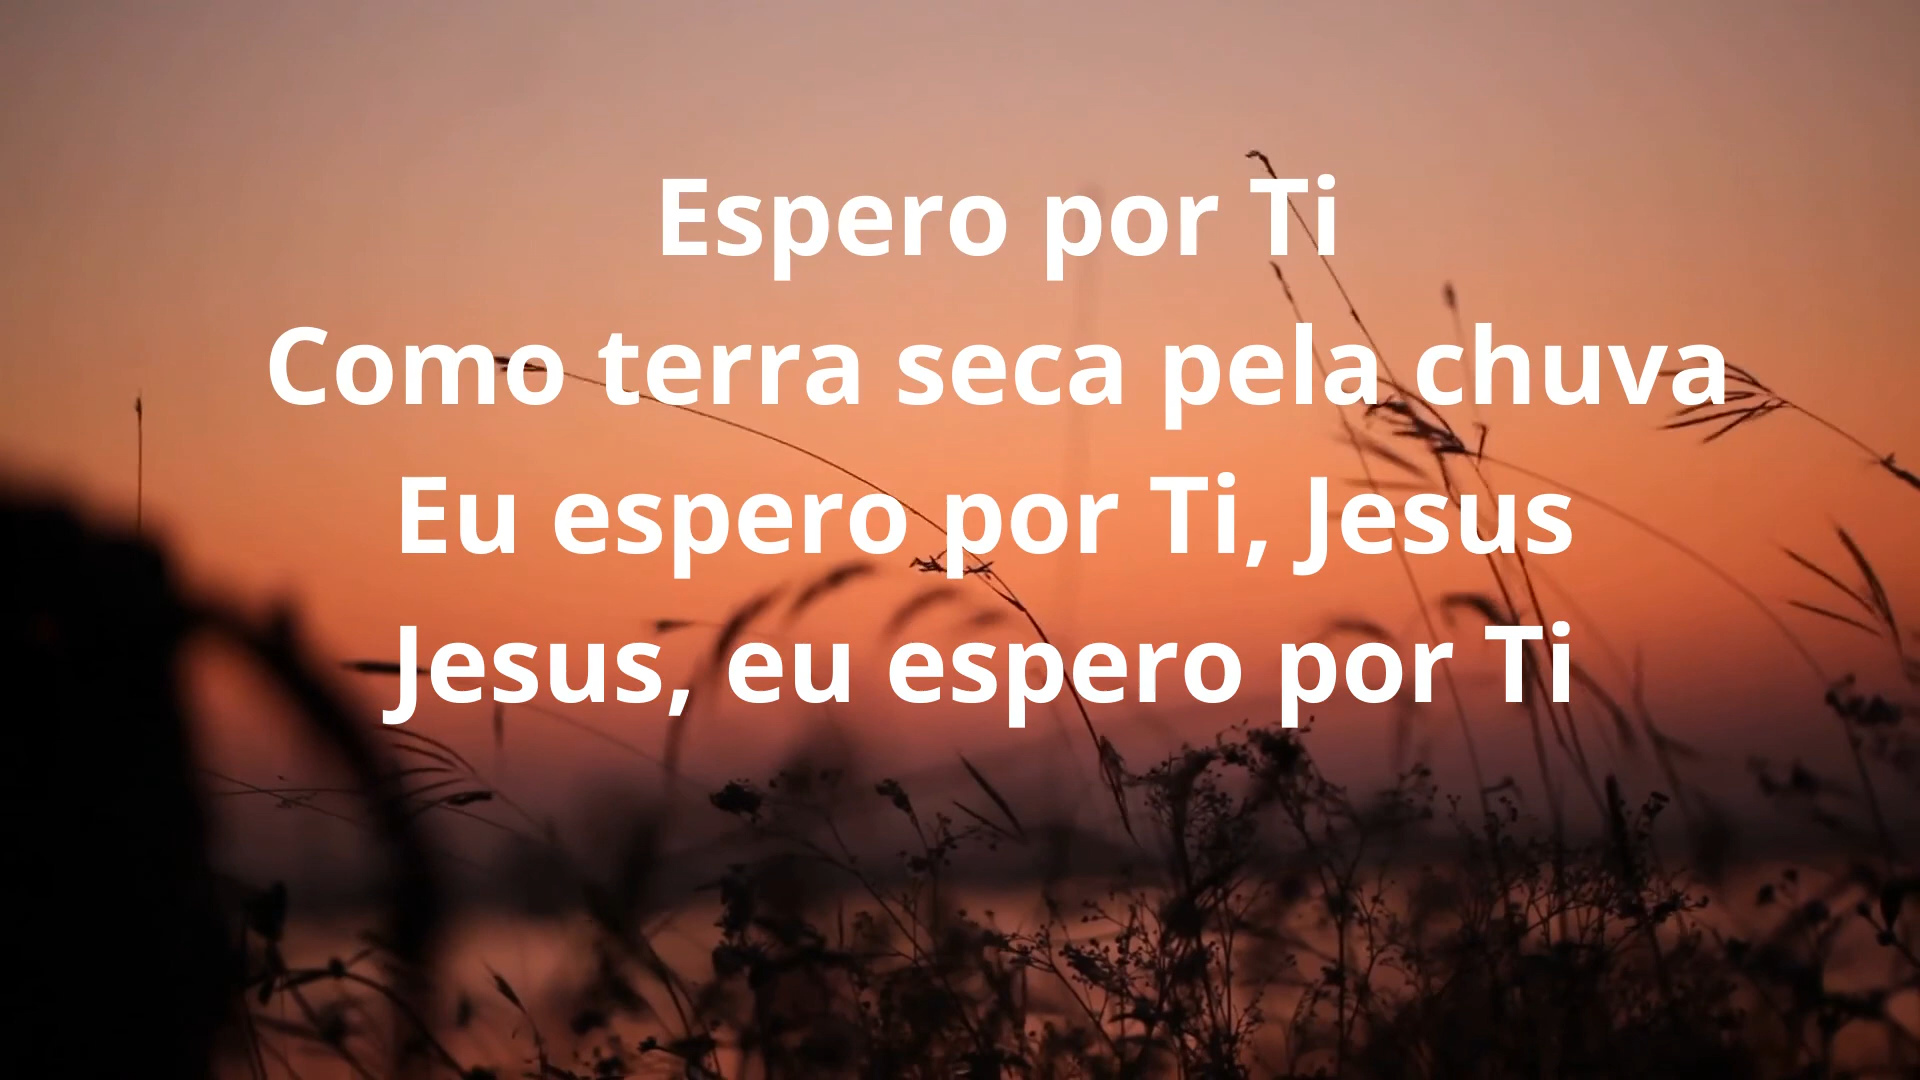 Espero por Ti
Como terra seca pela chuva
Eu espero por Ti, Jesus
Jesus, eu espero por Ti